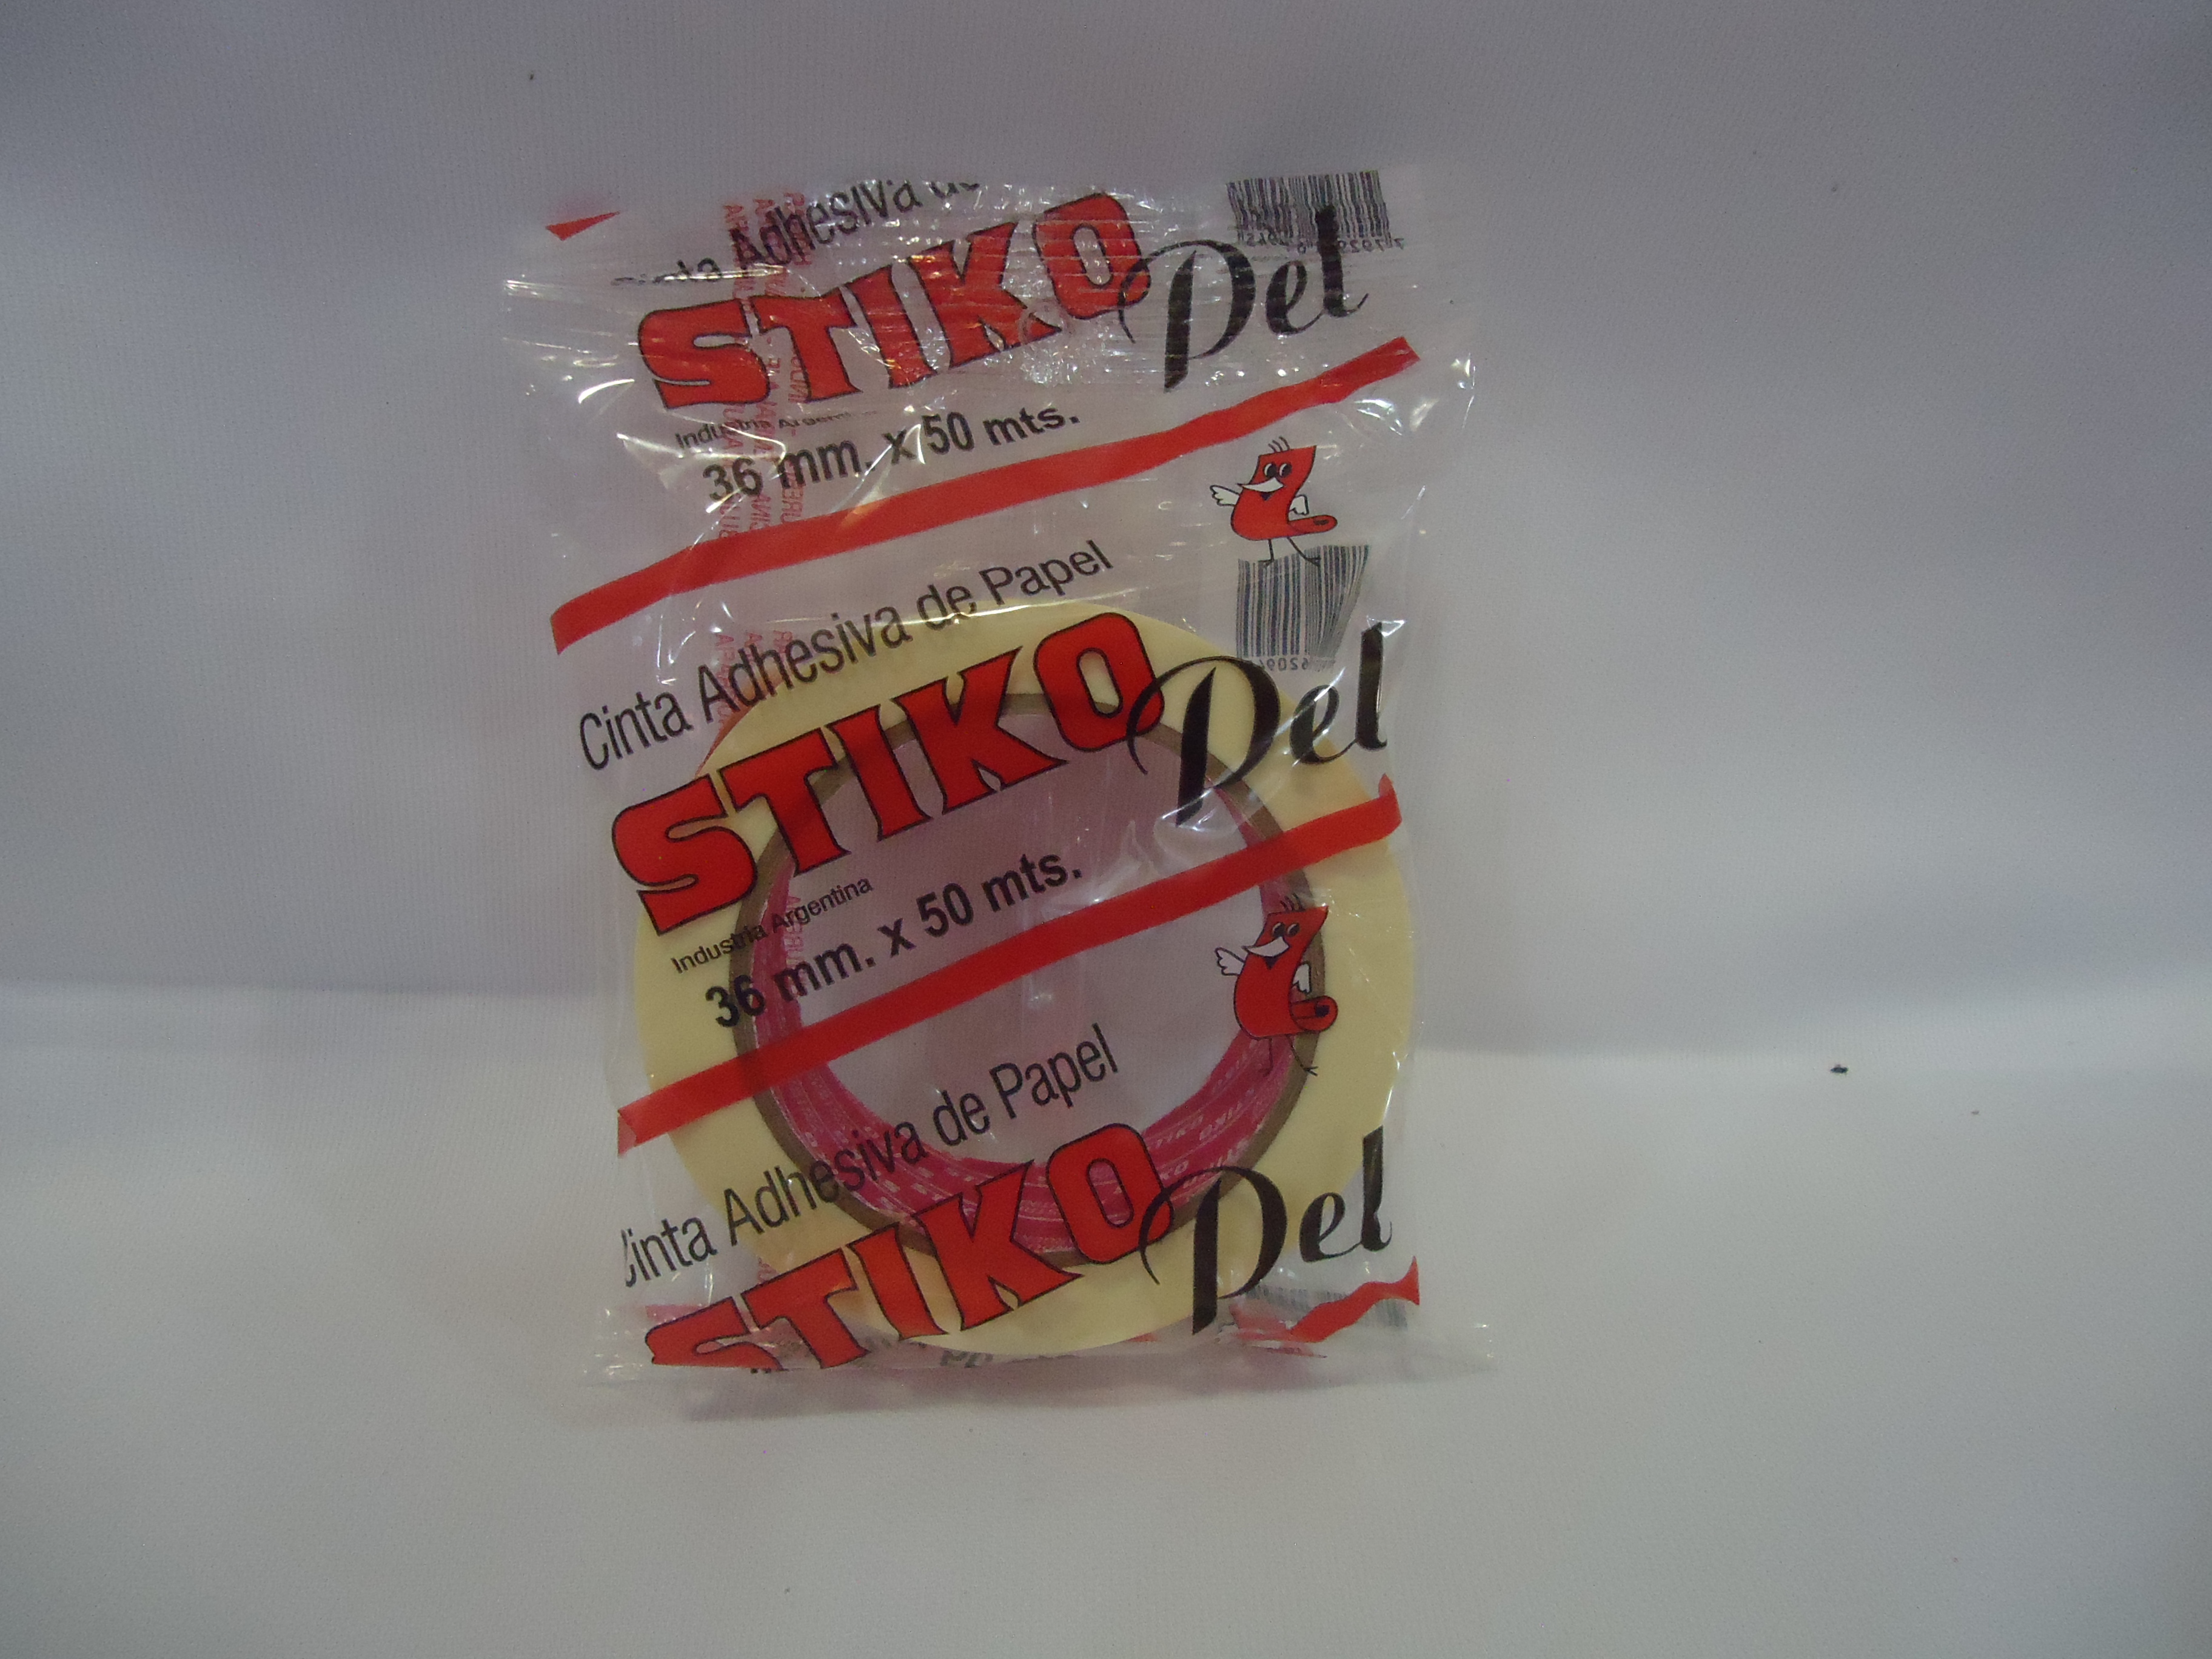 Cinta Adhesiva de
STIKO Pel
Industria
36 mm. x 50 mts.
Cinta Adhesiva de Papel
STIKO Pel
Industria Argentina
36 mm. x 50 mts.
Cinta Adhesiva de Papel
STIKO Pel